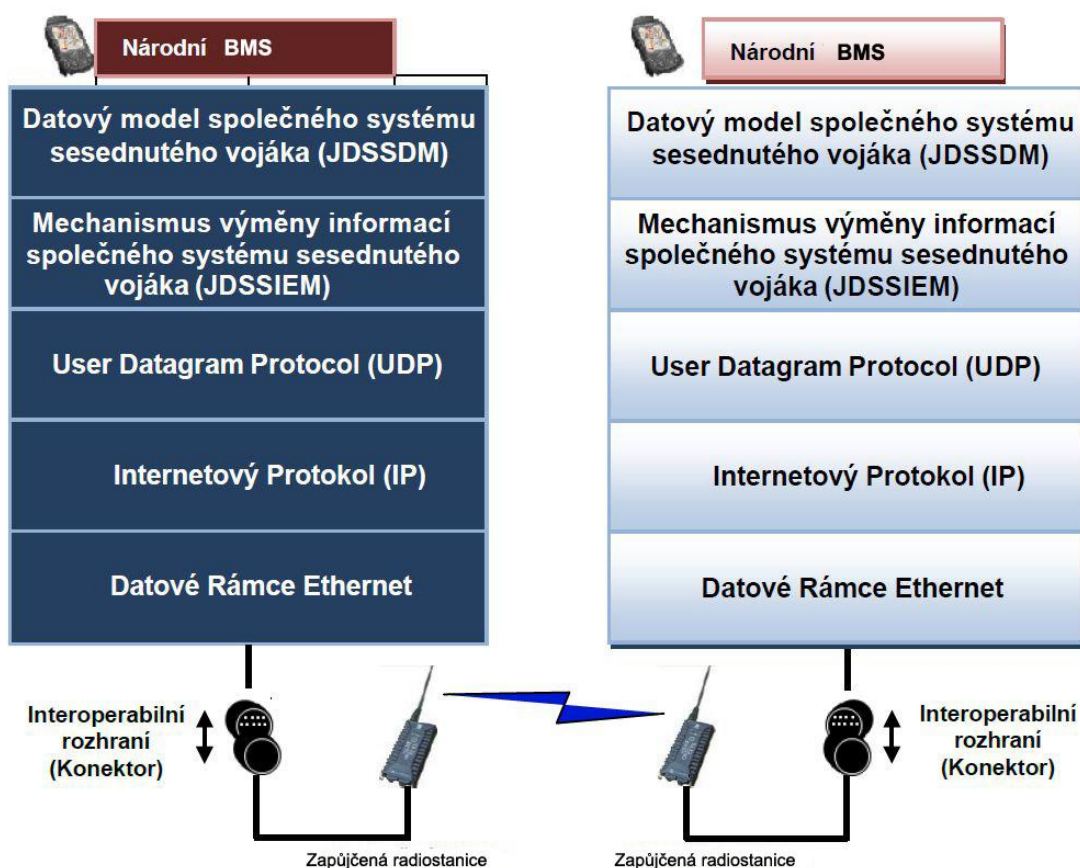 Národní BMS
Datový model společného systému
sesednutého vojáka (JDSSDM)
Mechanismus výměny informací
společného systému sesednutého
vojáka (JDSSIEM)
User Datagram Protocol (UDP)
Internetový Protokol (IP)
Datové Rámce Ethernet
Interoperabilní
rozhraní
(Konektor)
Zapůjčená radiostanice
Národní BMS
Datový model společného systému
sesednutého vojáka (JDSSDM)
Mechanismus výměny informací
společného systému sesednutého
vojáka (JDSSIEM)
User Datagram Protocol (UDP)
Internetový Protokol (IP)
Datové Rámce Ethernet
Interoperabilní
rozhraní
(Konektor)
Zapůjčená radiostanice